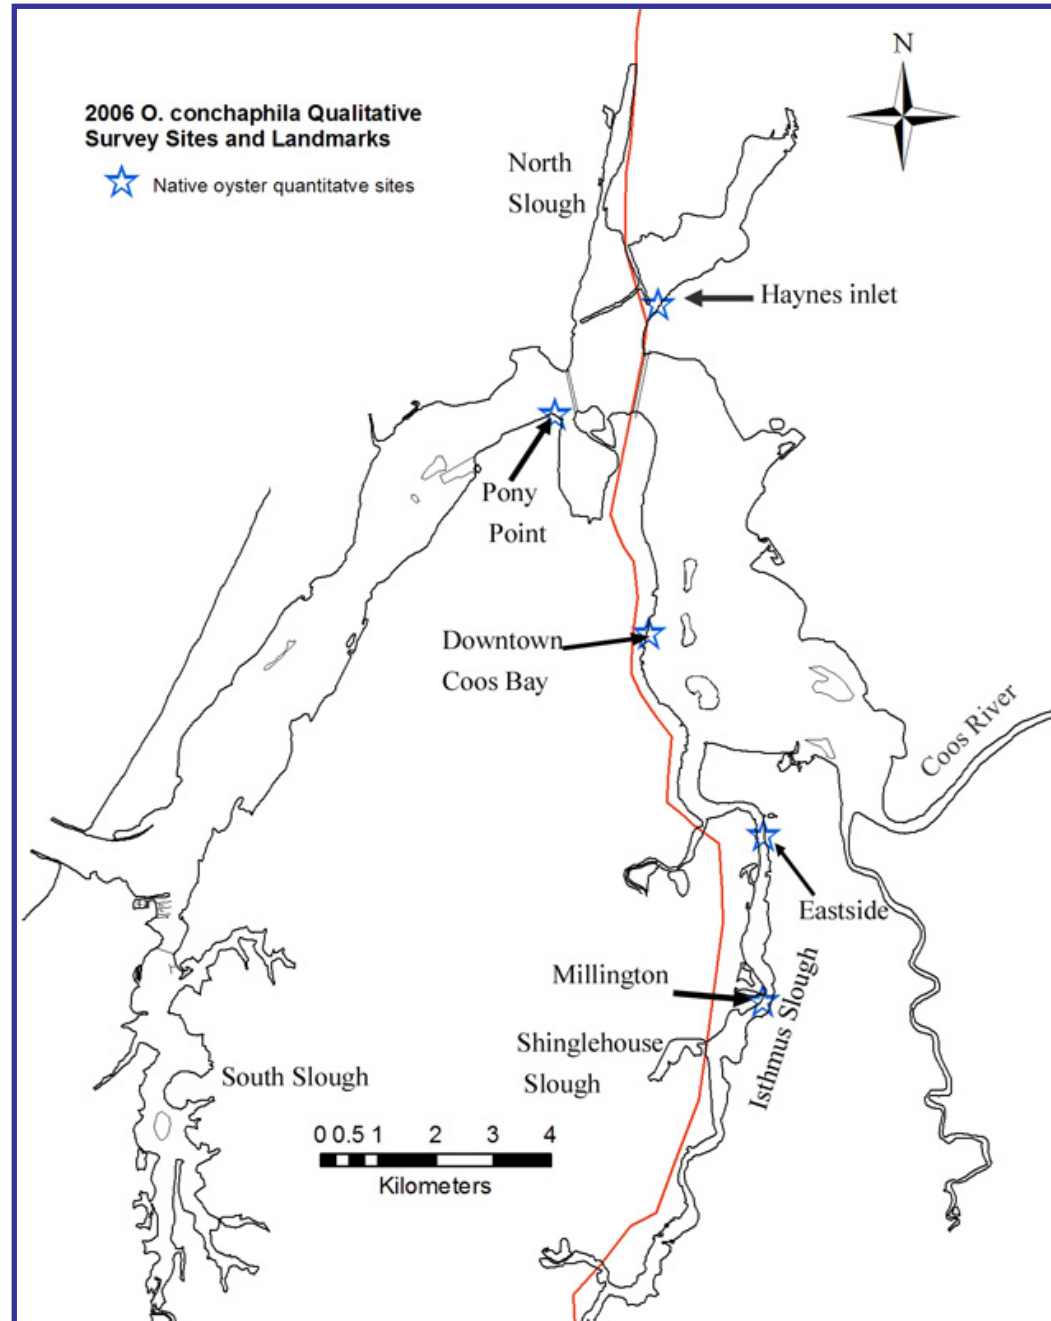 N
2006 O. conchaphila Qualitative
Survey Sites and Landmarks
Native oyster quantitatve sites
North
Slough
Haynes inlet
Pony
Point
Downtown
Coos Bay
Coos River
Eastside
Millington
Isthmus Slough
Shinglehouse
Slough
South Slough
0 0.5 1 2 3 4
Kilometers